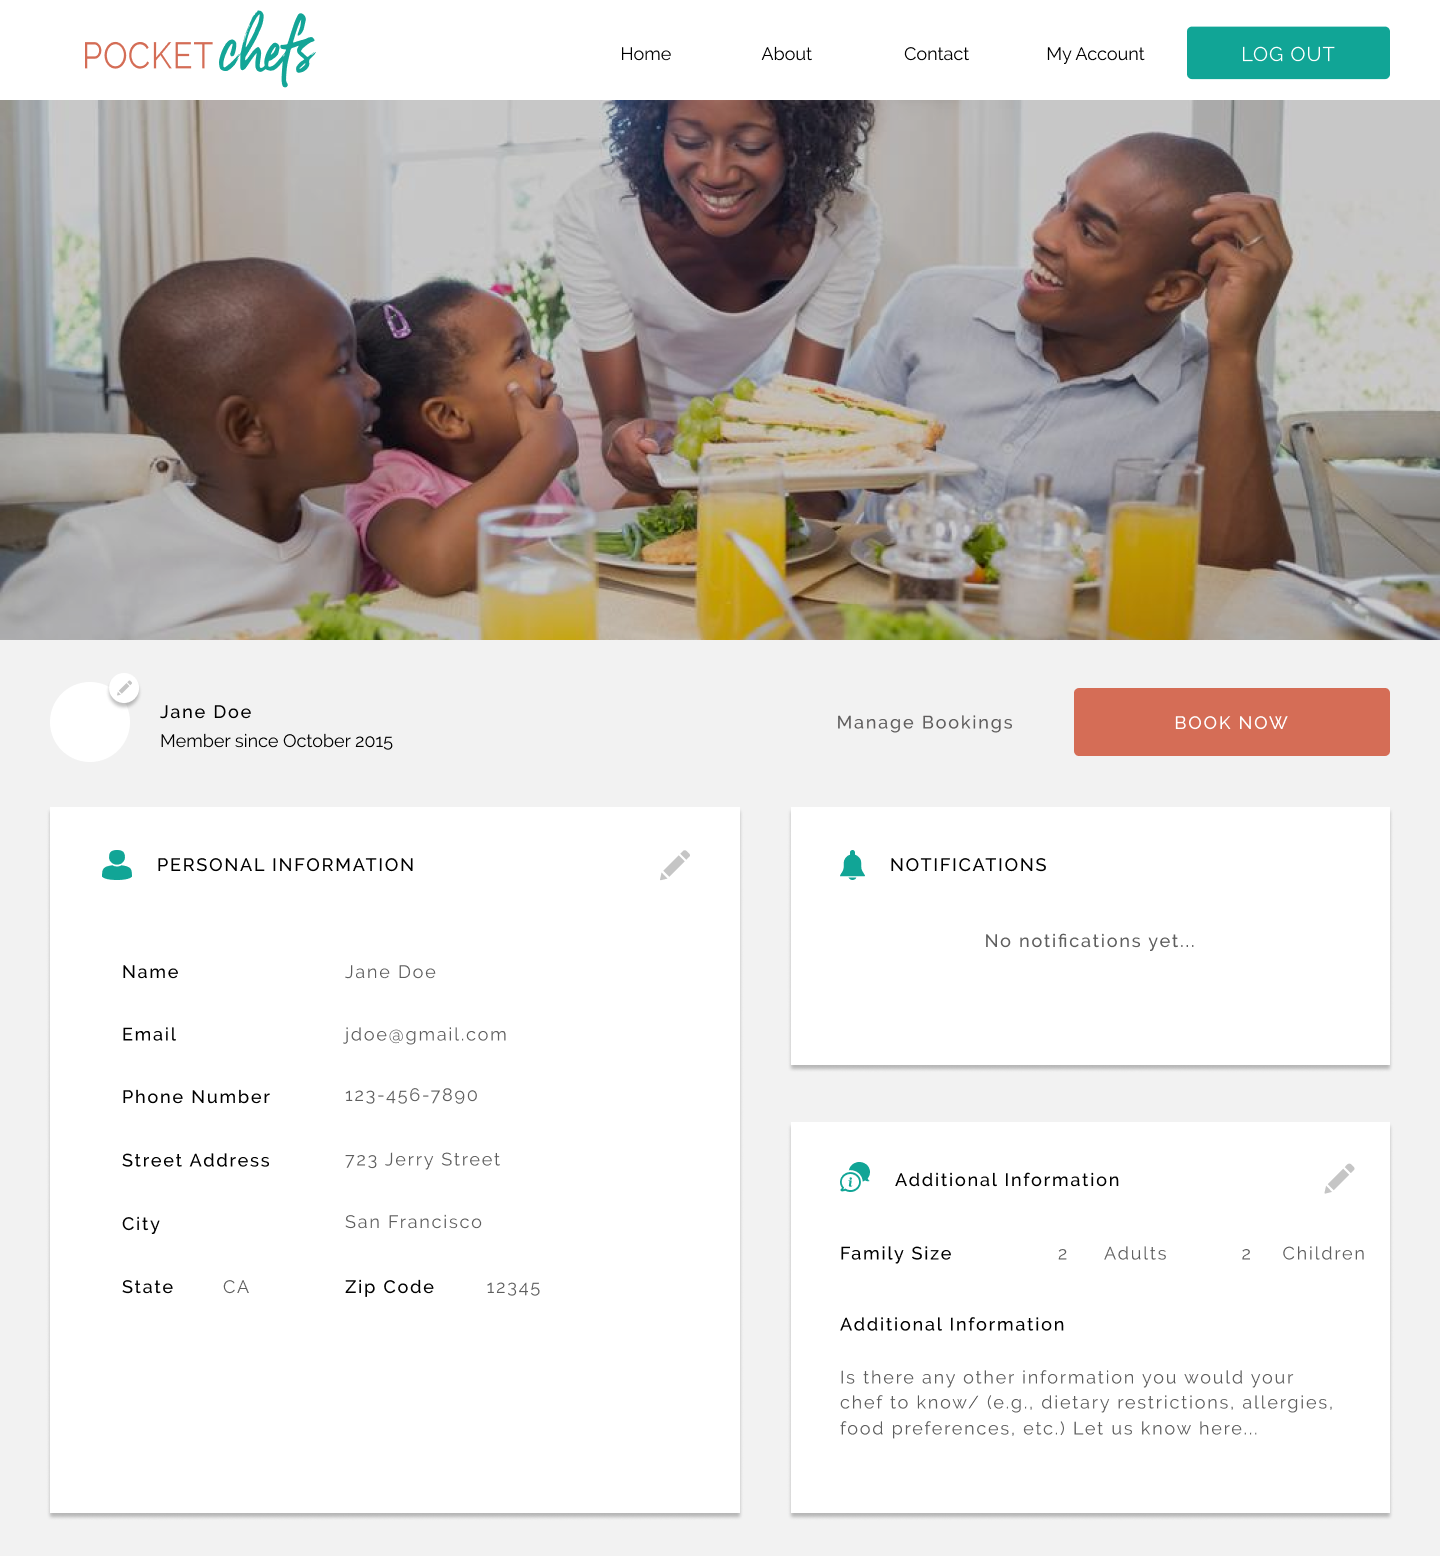 POCKET chefs
Home About Contact My Account LOG OUT
Jane Doe
Member since October 2015
Manage Bookings
BOOK NOW
PERSONAL INFORMATION
Name Jane Doe
Email jdoe@gmail.com
Phone Number 123-456-7890
Street Address 723 Jerry Street
City San Francisco
State CA Zip Code 12345
NOTIFICATIONS
No notifications yet...
Additional Information
Family Size 2 Adults 2 Children
Additional Information
Is there any other information you would your
chef to know/ (e.g., dietary restrictions, allergies,
food preferences, etc.) Let us know here...